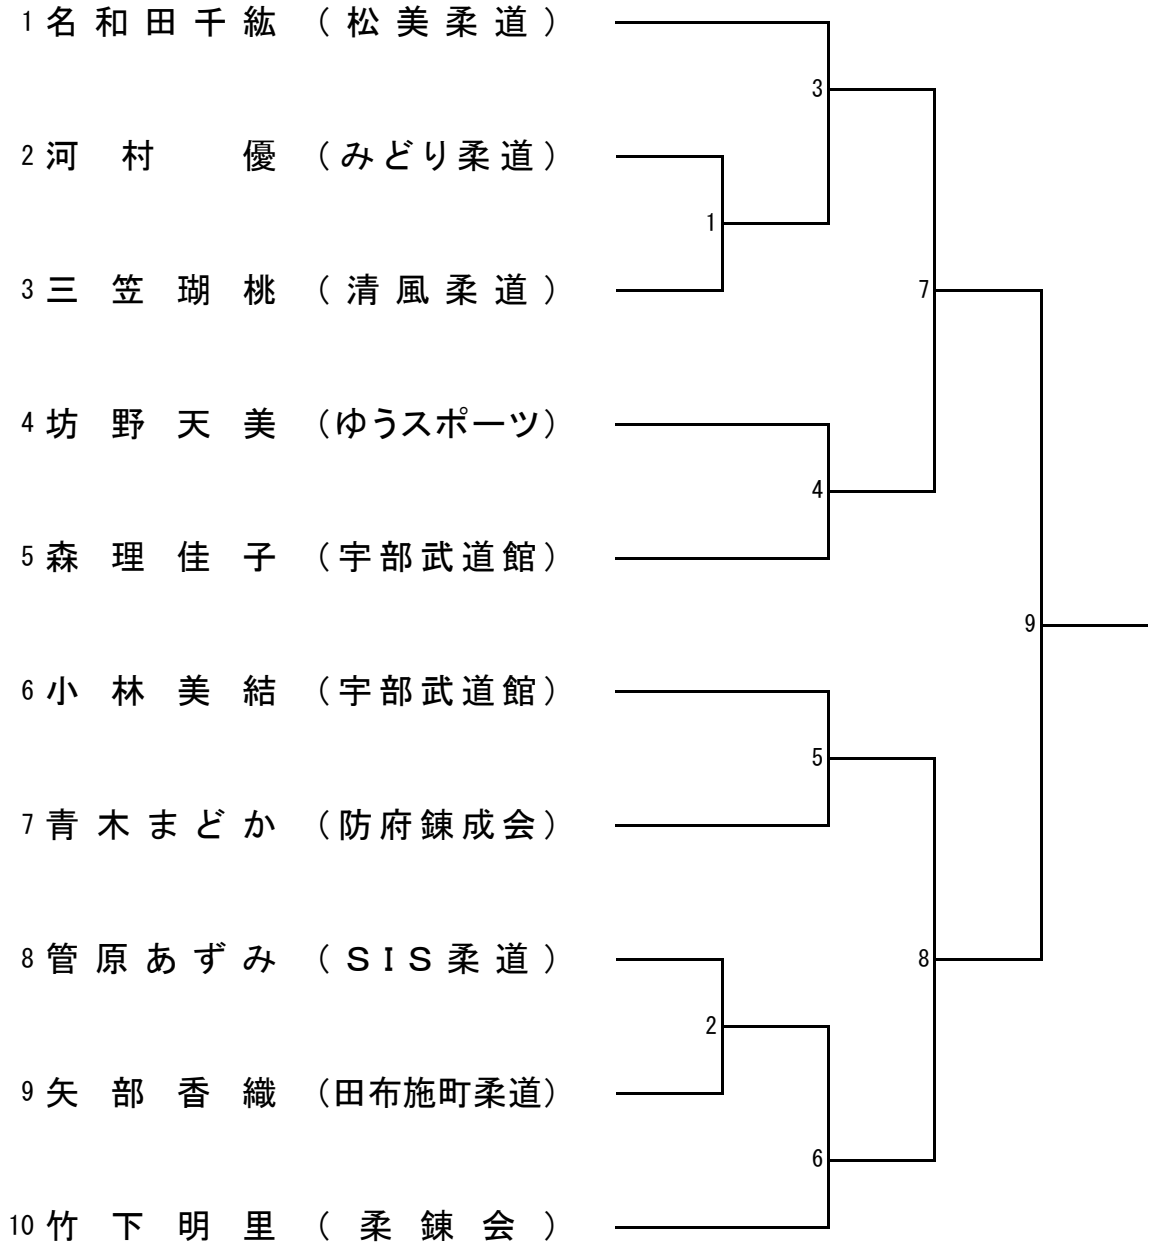 1 名和田千紘 (松美柔道)
3
2 河村 優 (みどり柔道)
1
3 三笠瑚桃 (清風柔道)
7
4 坊野天美 (ゆうスポーツ)
4
5 森理佳子 (宇部武道館)
9
6 小林美結 (宇部武道館)
5
7 青木まどか (防府錬成会)
8 管原あずみ (SIS柔道)
8
2
9 矢部香織 (田布施町柔道)
6
10 竹下明里 (柔錬会)